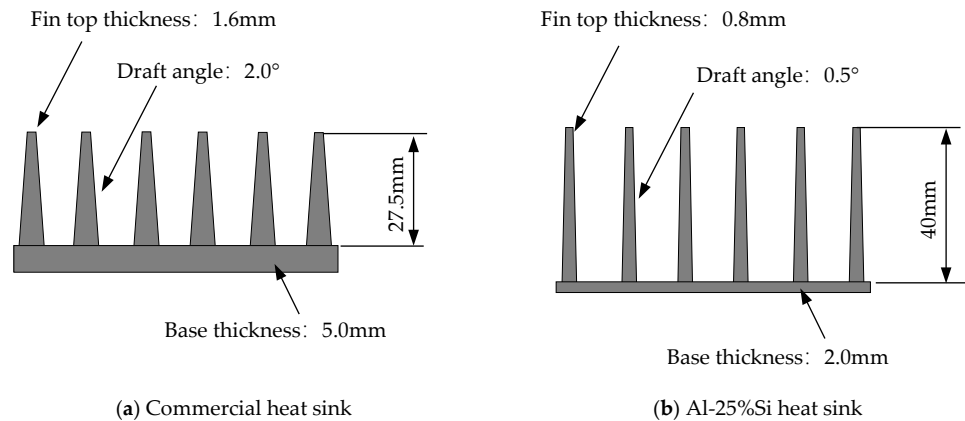 Fin top thickness: 1.6mm
Draft angle: 2.0°
27.5mm
Base thickness: 5.0mm
(a) Commercial heat sink
Fin top thickness: 0.8mm
Draft angle: 0.5°
40mm
Base thickness: 2.0mm
(b) Al-25%Si heat sink